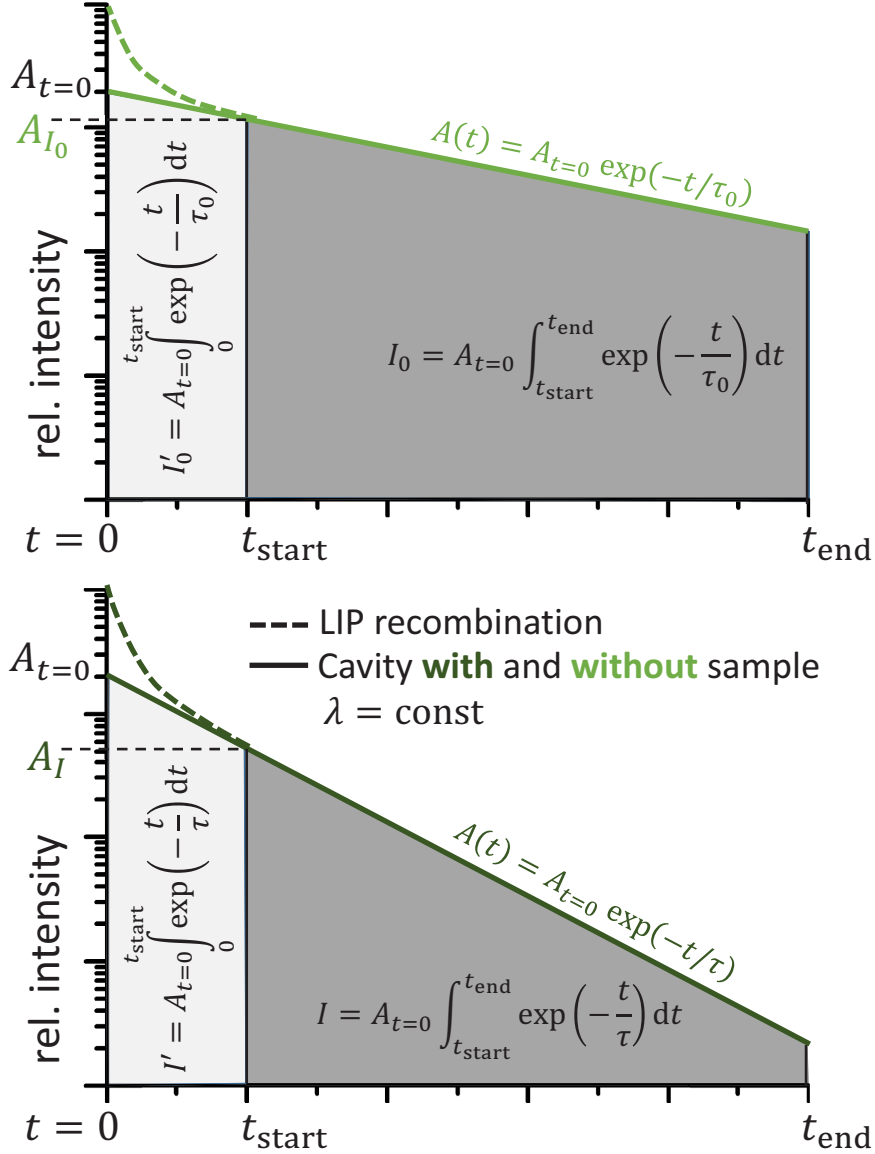 A_{t=0}
A_{I_0}
A(t) = A_{t=0} exp(−t/τ_0)
rel. intensity
I'_0 = A_{t=0} ∫_0^{t_start} exp(−t/τ_0) dt
I_0 = A_{t=0} ∫_{t_start}^{t_end} exp(−t/τ_0) dt
t = 0 t_start t_end
LIP recombination
A_{t=0}
Cavity with and without sample
λ = const
A_I
A(t) = A_{t=0} exp(−t/τ)
rel. intensity
I' = A_{t=0} ∫_0^{t_start} exp(−t/τ) dt
I = A_{t=0} ∫_{t_start}^{t_end} exp(−t/τ) dt
t = 0 t_start t_end